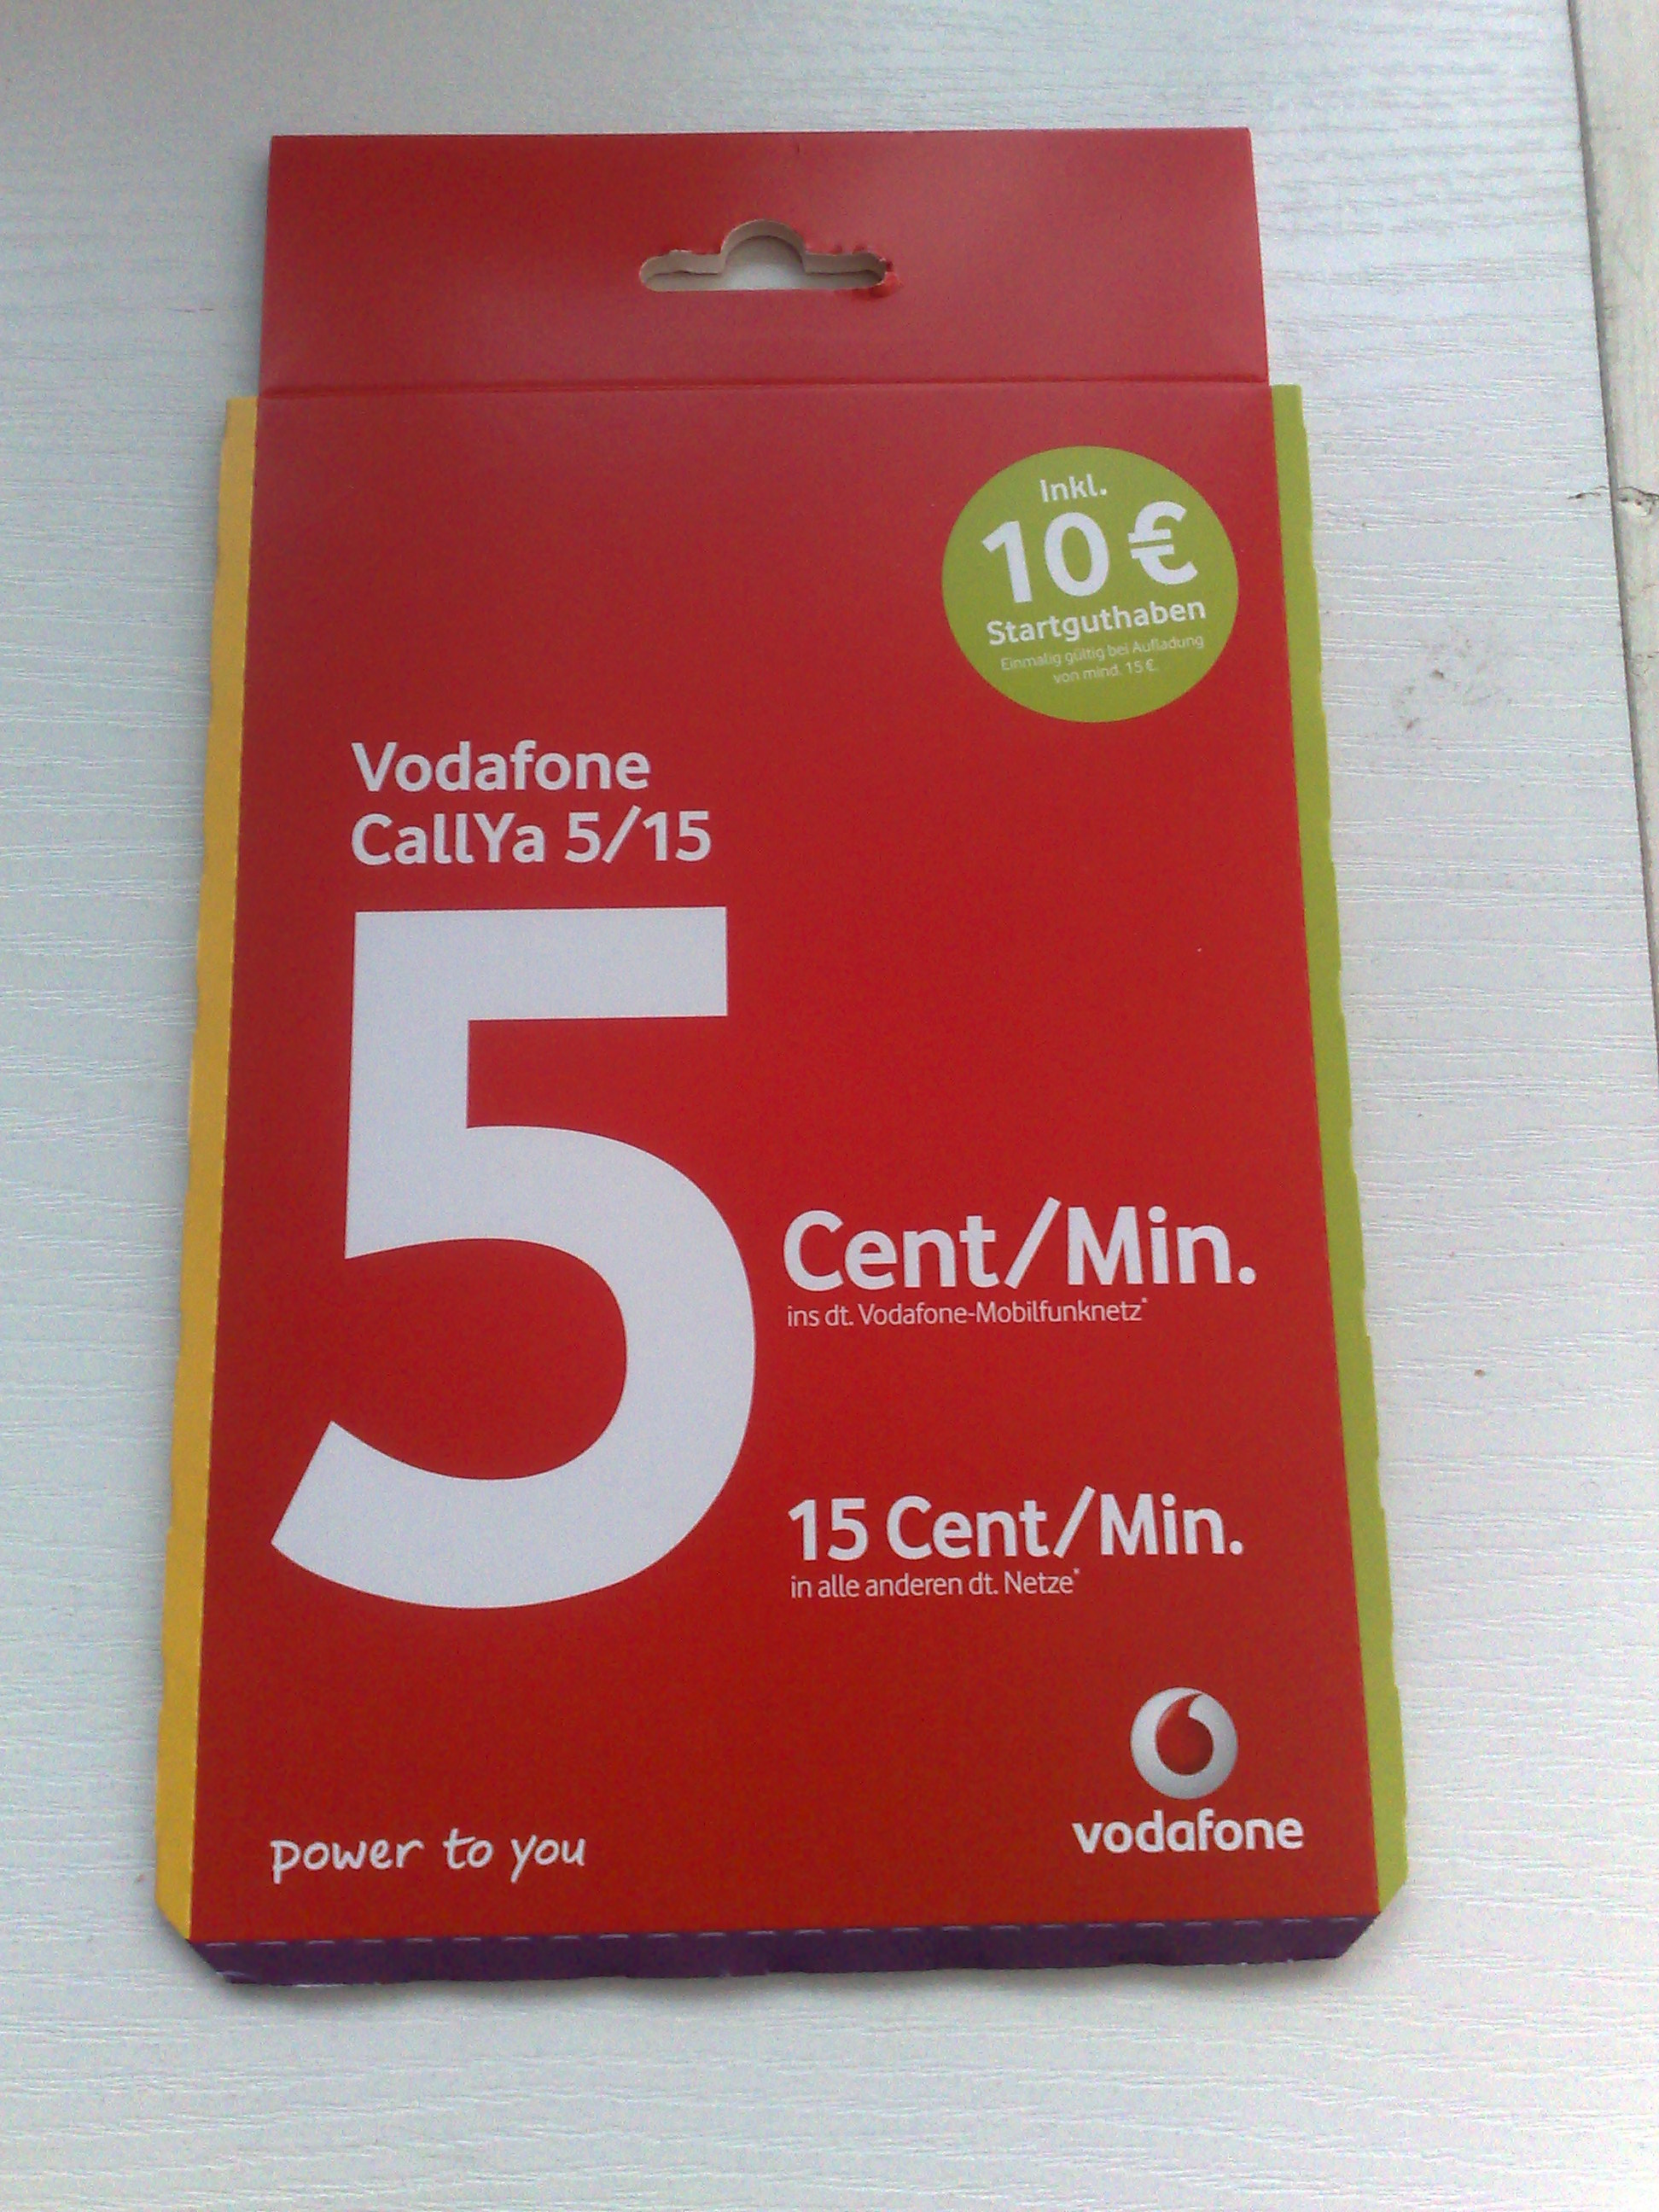 Inkl.
10 €
Startguthaben
Einmalig gültig bei Aufladung
von mind. 15 €.
Vodafone
CallYa 5/15
5
Cent/Min.
ins dt. Vodafone-Mobilfunknetz*
15 Cent/Min.
in alle anderen dt. Netze*
power to you
vodafone